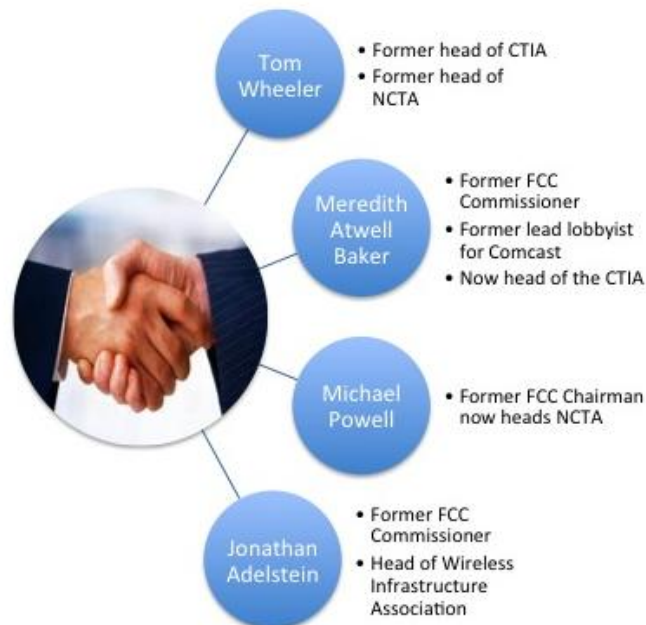 Tom
Wheeler
• Former head of CTIA
• Former head of
NCTA
Meredith
Atwell
Baker
• Former FCC
Commissioner
• Former lead lobbyist
for Comcast
• Now head of the CTIA
Michael
Powell
• Former FCC Chairman
now heads NCTA
Jonathan
Adelstein
• Former FCC
Commissioner
• Head of Wireless
Infrastructure
Association